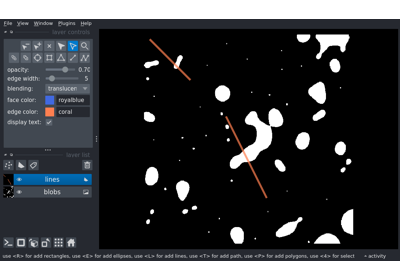 File View Window Plugins Help
layer controls
opacity: 0.70
edge width: 5
blending: translucen
face color: royalblue
edge color: coral
display text:
layer list
lines
blobs
use <R> for add rectangles, use <E> for add ellipses, use <L> for add lines, use <T> for add path, use <P> for add polygons, use <4> for select activity